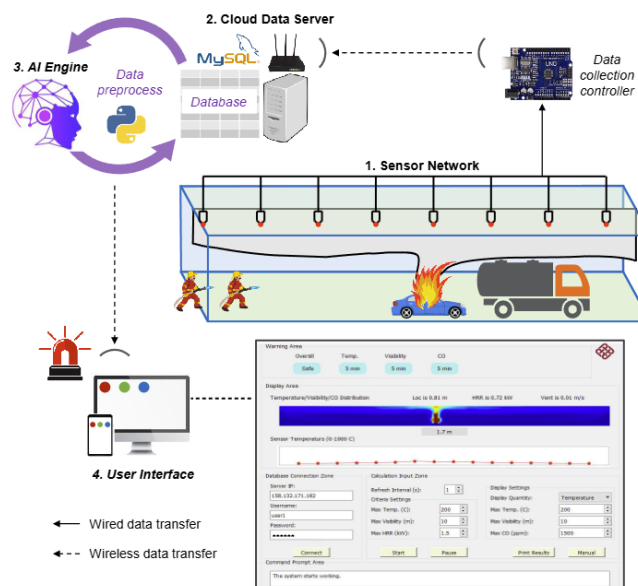 2. Cloud Data Server
3. AI Engine
Data
preprocess
MySQL
Database
UNO
Data
collection
controller
1. Sensor Network
4. User Interface
Wired data transfer
Wireless data transfer
Warning Area
Overall Temp. Visibility CO
Safe 5 min 5 min 5 min
Display Area
Temperature/Visibility/CO Distribution Loc is 0.81 m HRR is 0.72 kW Vent is 0.01 m/s
1.7 m
Sensor Temperature (0-1000 C)
Database Connection Zone
Server IP:
158.132.171.182
Username:
user1
Password:
••••••
Connect
Calculation Input Zone
Refresh Interval (s): 1
Criteria Settings
Max Temp. (C): 200
Max Visibility (m): 10
Max HRR (kW): 1.5
Start Pause
Display Settings
Display Quantity: Temperature
Max Temp. (C): 200
Max Visibility (m): 10
Max CO (ppm): 1500
Print Results Manual
Command Prompt Area
The system starts working.